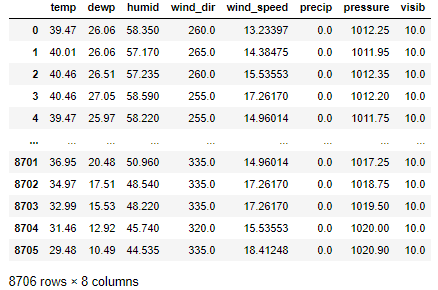 temp dewp humid wind_dir wind_speed precip pressure visib
0 39.47 26.06 58.350 260.0 13.23397 0.0 1012.25 10.0
1 40.01 26.06 57.170 265.0 14.38475 0.0 1011.95 10.0
2 40.46 26.51 57.235 260.0 15.53553 0.0 1012.35 10.0
3 40.46 27.05 58.590 255.0 17.26170 0.0 1012.20 10.0
4 39.47 25.97 58.220 255.0 14.96014 0.0 1011.75 10.0
... ... ... ... ... ... ... ... ...
8701 36.95 20.48 50.960 335.0 14.96014 0.0 1017.25 10.0
8702 34.97 17.51 48.540 335.0 17.26170 0.0 1018.75 10.0
8703 32.99 15.53 48.220 335.0 17.26170 0.0 1019.50 10.0
8704 31.46 12.92 45.740 320.0 15.53553 0.0 1020.00 10.0
8705 29.48 10.49 44.535 335.0 18.41248 0.0 1020.90 10.0
8706 rows × 8 columns